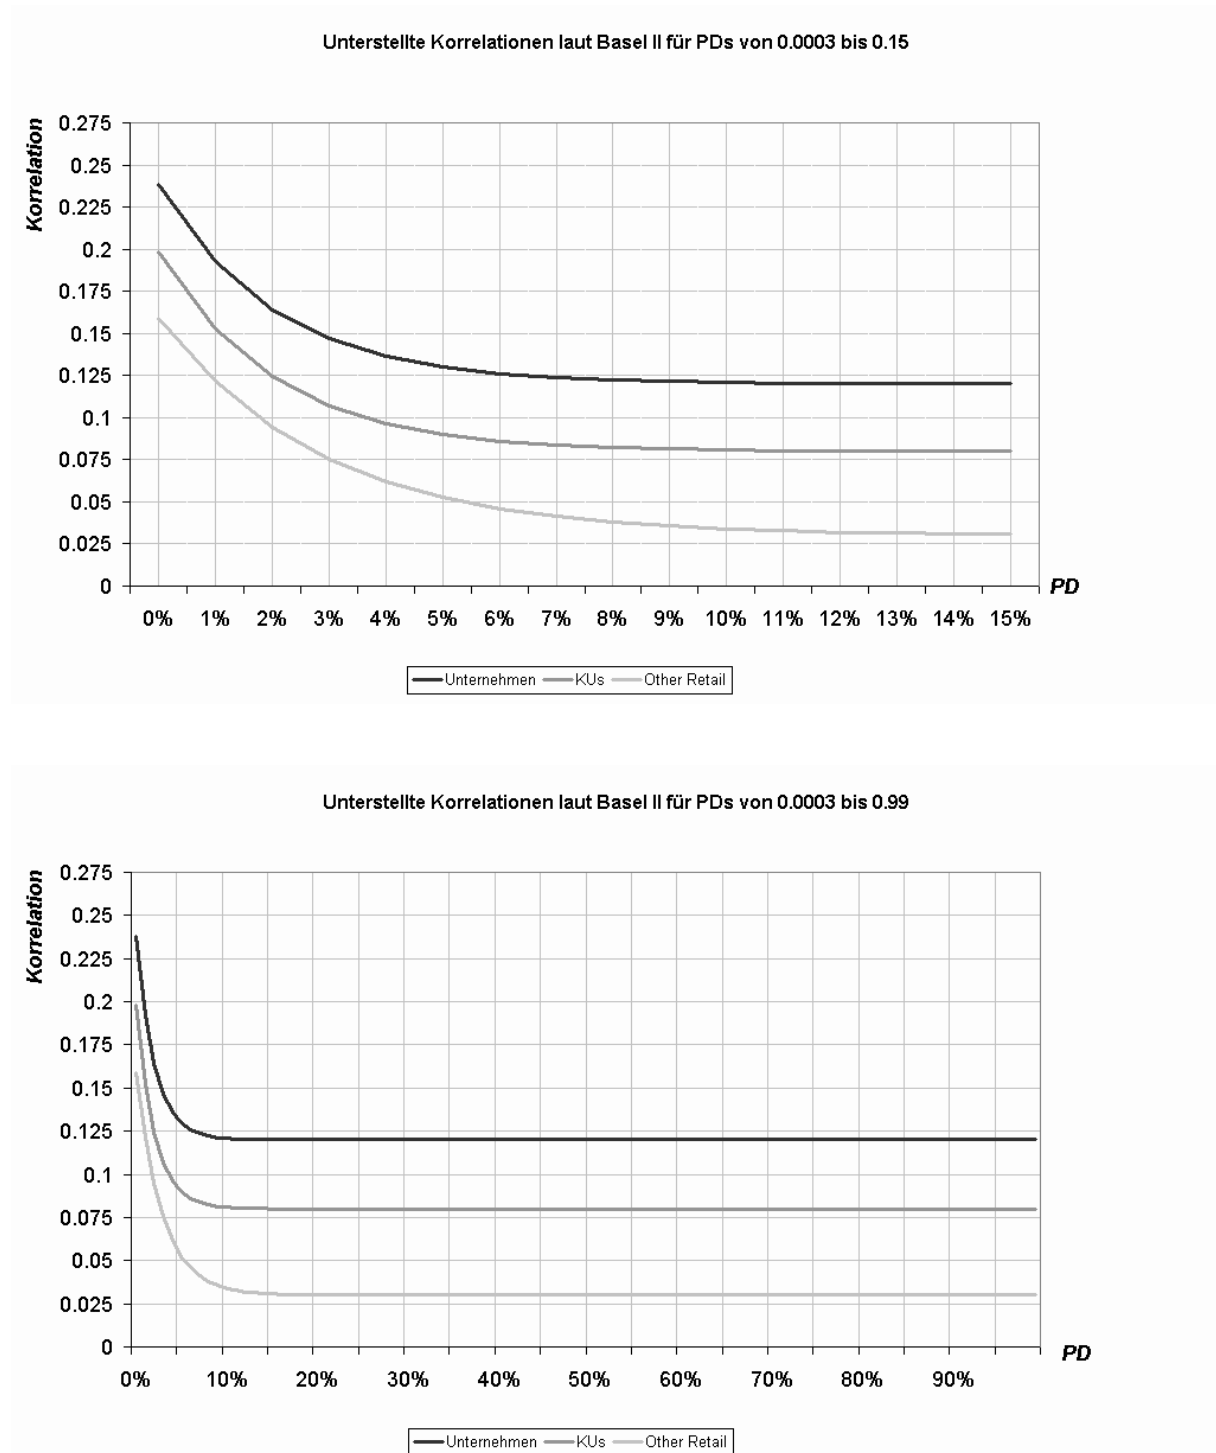 Unterstellte Korrelationen laut Basel II für PDs von 0.0003 bis 0.15
Korrelation
0.275
0.25
0.225
0.2
0.175
0.15
0.125
0.1
0.075
0.05
0.025
0
PD
0% 1% 2% 3% 4% 5% 6% 7% 8% 9% 10% 11% 12% 13% 14% 15%
Unternehmen KUs Other Retail
Unterstellte Korrelationen laut Basel II für PDs von 0.0003 bis 0.99
Korrelation
0.275
0.25
0.225
0.2
0.175
0.15
0.125
0.1
0.075
0.05
0.025
0
PD
0% 10% 20% 30% 40% 50% 60% 70% 80% 90%
Unternehmen KUs Other Retail